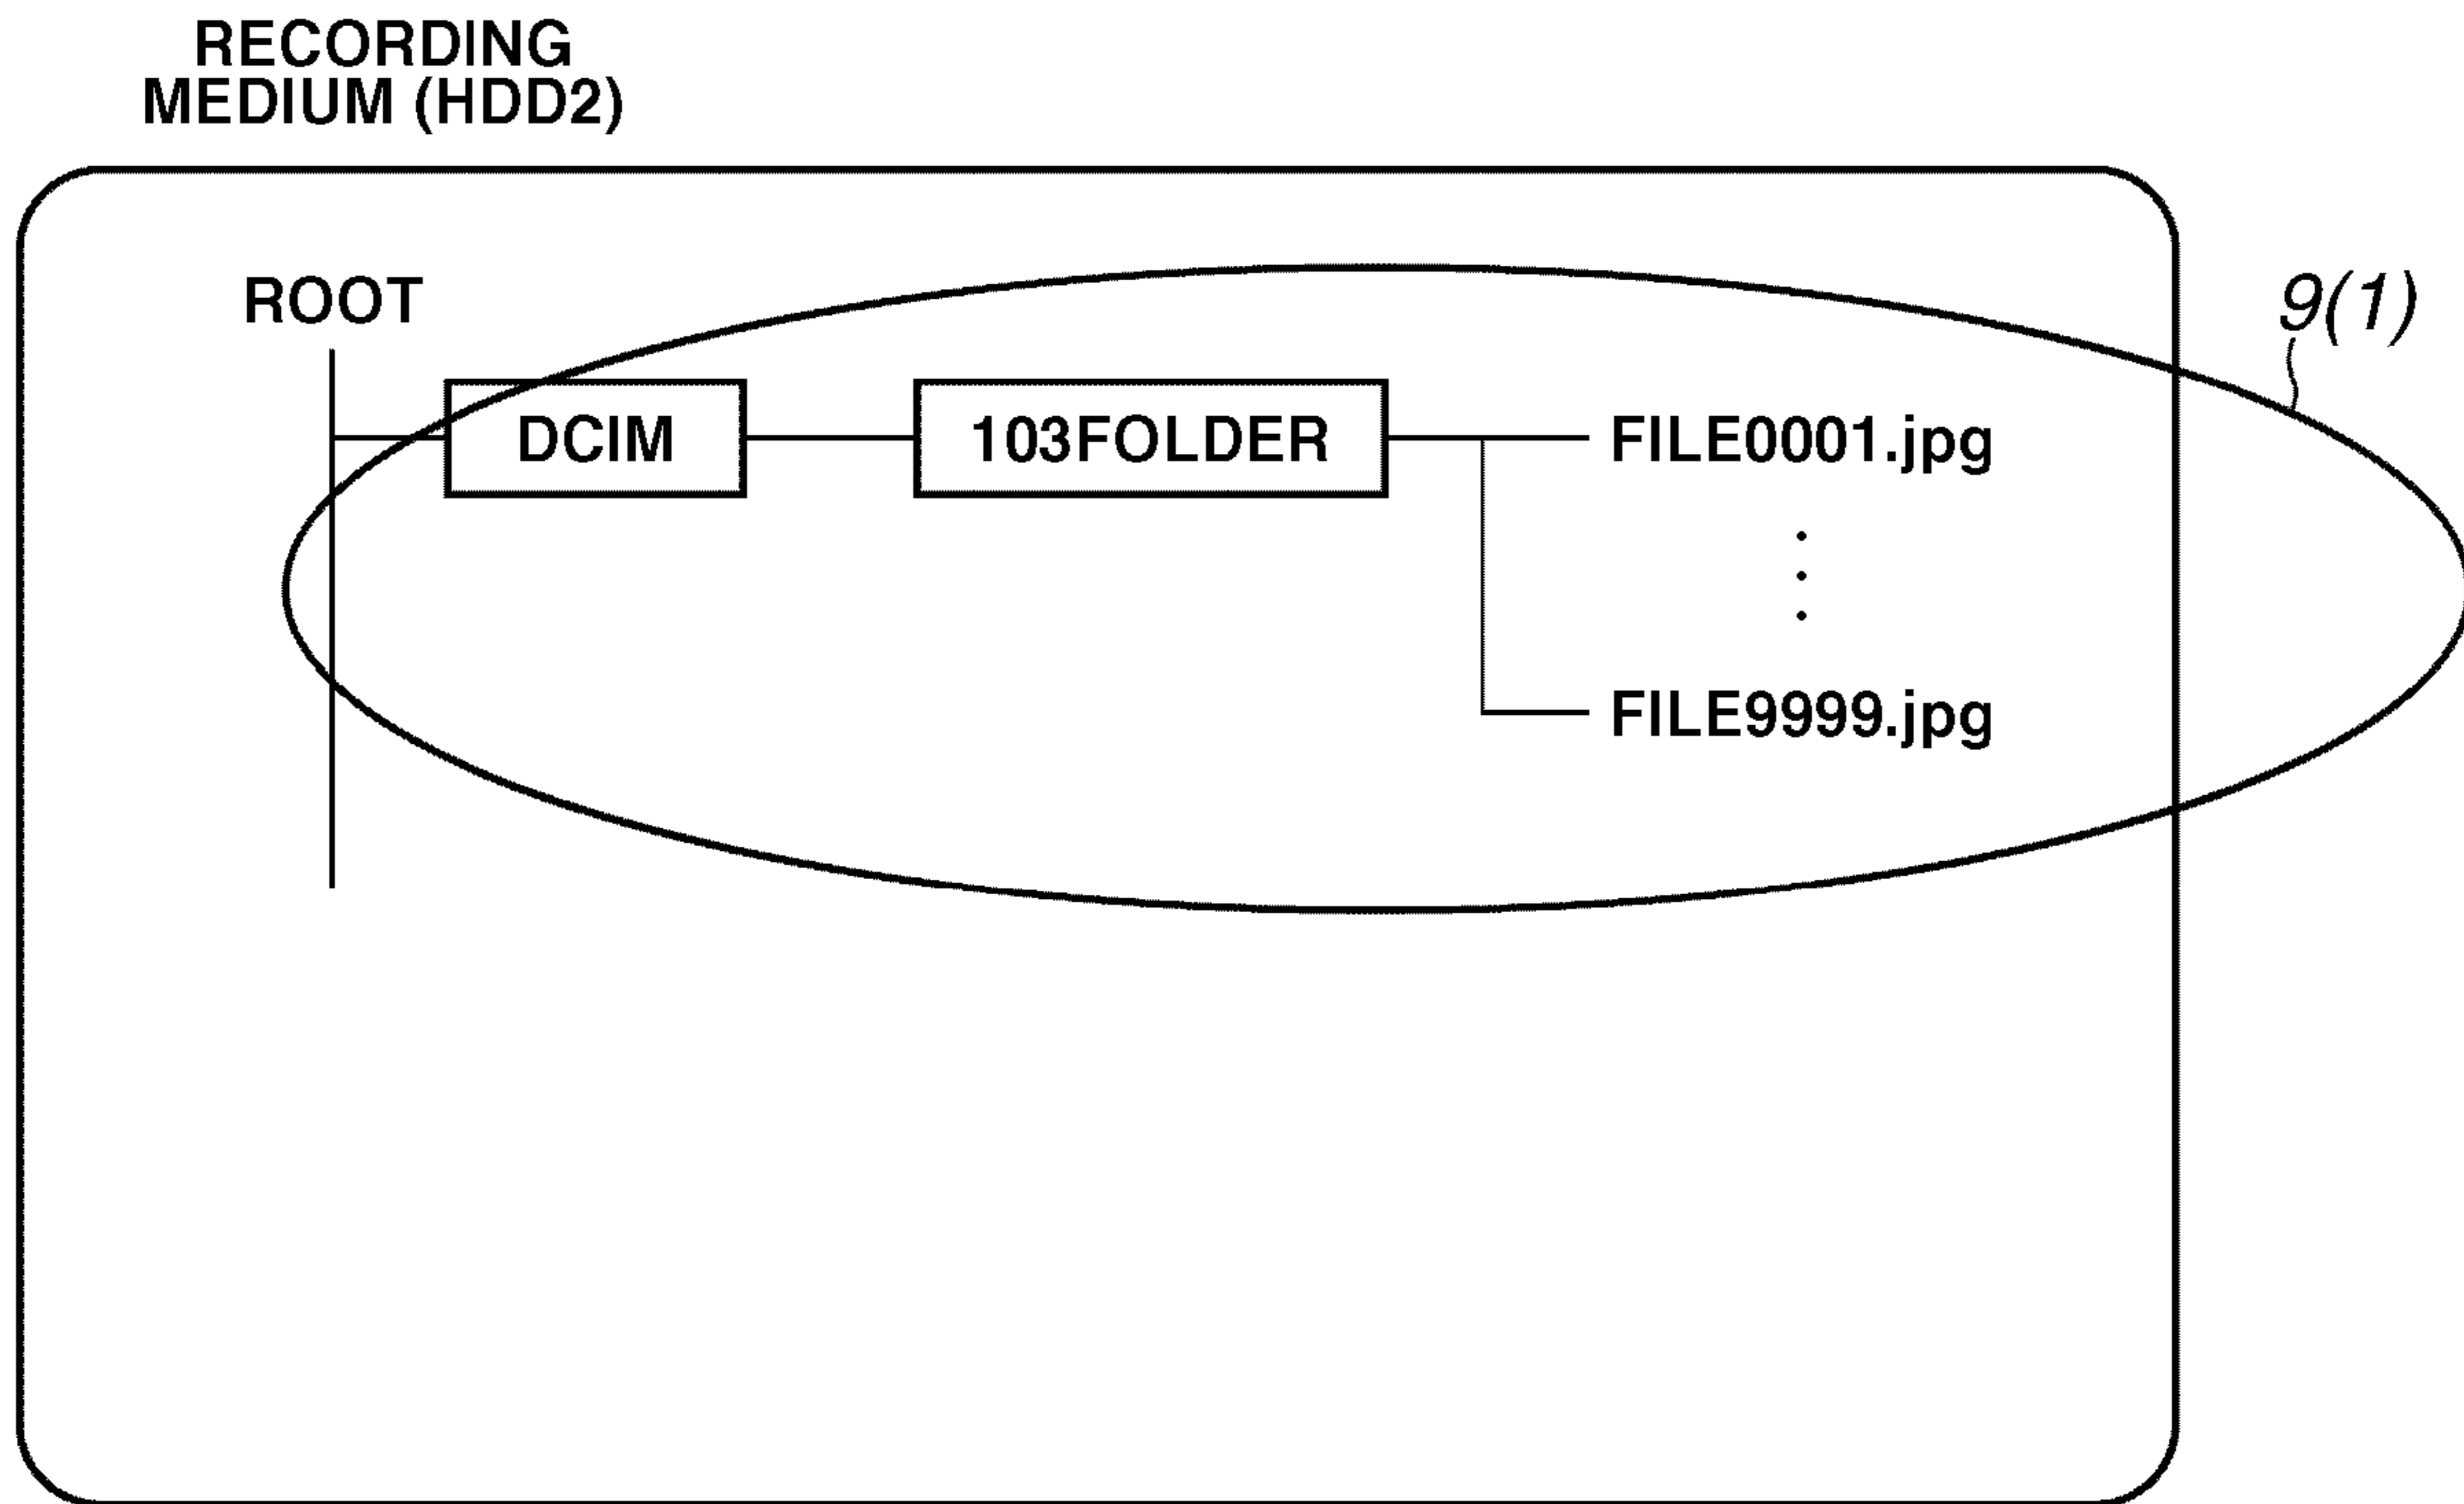 RECORDING
MEDIUM (HDD2)
ROOT
9(1)
DCIM
103FOLDER
FILE0001.jpg
FILE9999.jpg